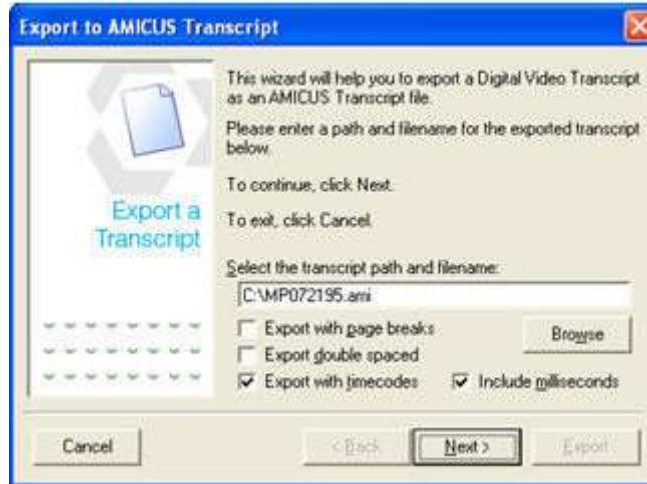 Export to AMICUS Transcript
This wizard will help you to export a Digital Video Transcript
as an AMICUS Transcript file.
Please enter a path and filename for the exported transcript
below.
To continue, click Next.
To exit, click Cancel.
Export a
Transcript
Select the transcript path and filename:
C:\MP072195.ami
Export with page breaks
Browse
Export double spaced
Export with timecodes
Include milliseconds
Cancel
< Back
Next >
Export